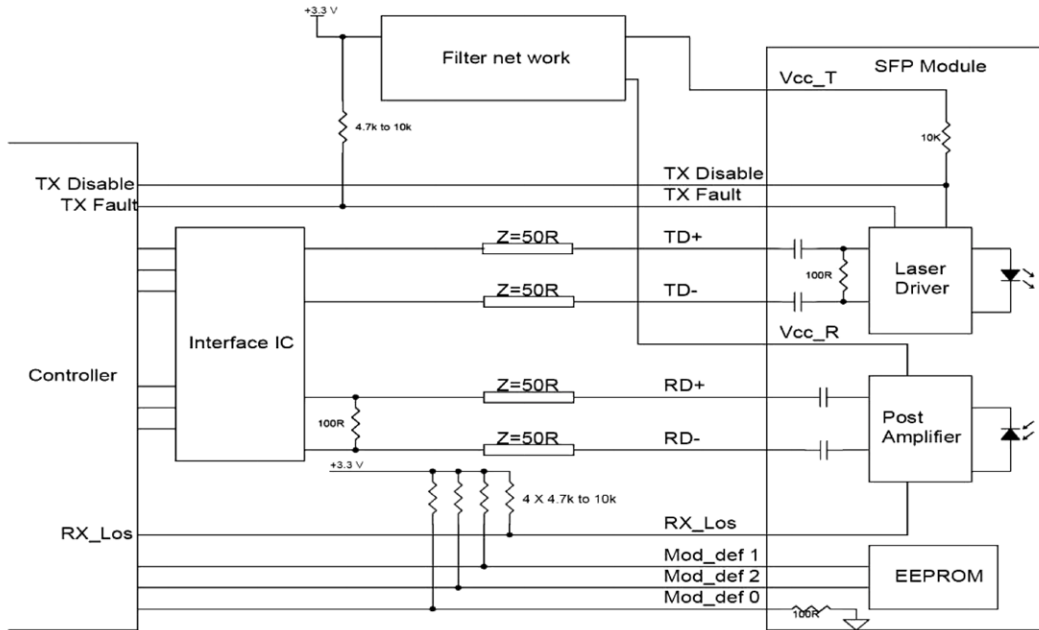 +3.3 V
Filter net work
SFP Module
Vcc_T
4.7k to 10k
10K
TX Disable
TX Disable
TX Fault
TX Fault
Z=50R
TD+
Laser
Driver
100R
Z=50R
TD-
Interface IC
Vcc_R
Controller
Z=50R
RD+
100R
Post
Amplifier
Z=50R
RD-
+3.3 V
4 X 4.7k to 10k
RX_Los
RX_Los
Mod_def 1
Mod_def 2
EEPROM
Mod_def 0
100R